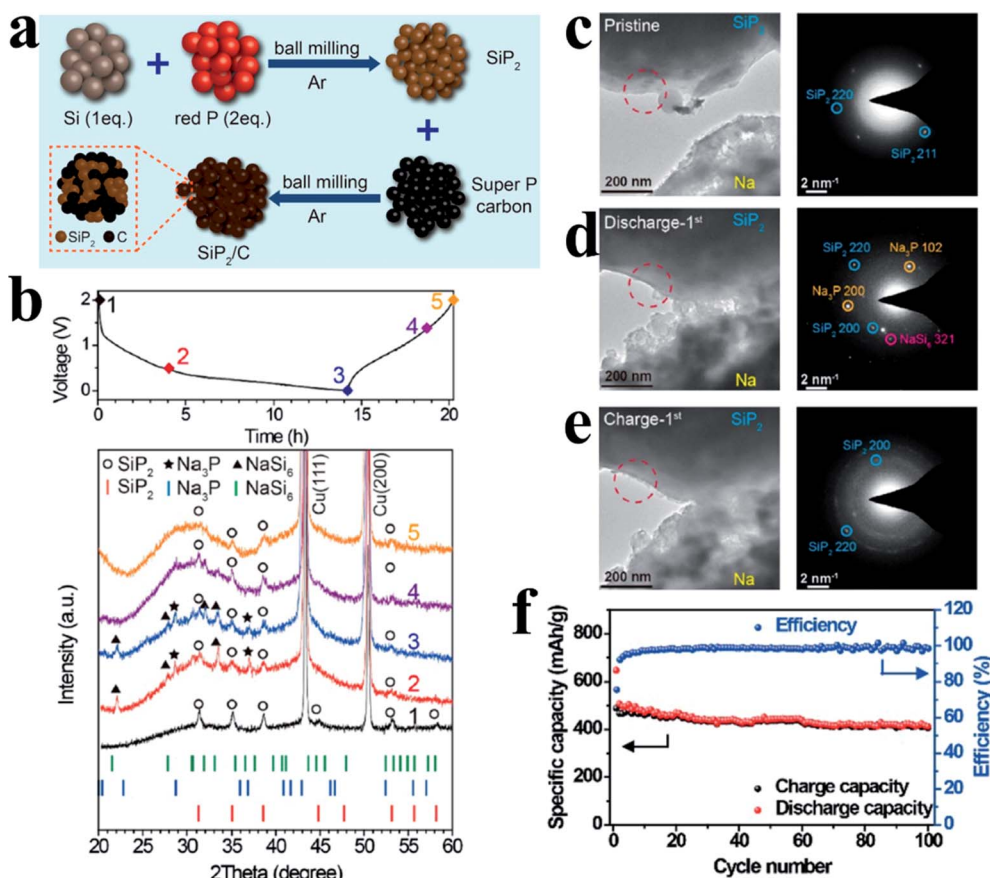 a
Si (1eq.)
+
red P (2eq.)
ball milling
Ar
SiP2
+
Super P
carbon
ball milling
Ar
SiP2/C
SiP2 C
b
Voltage (V)
2
1
0
1
2
3
4
5
0
5
10
15
20
Time (h)
SiP2 Na3P NaSi6
SiP2 Na3P NaSi6
Cu(111)
Cu(200)
5
4
3
2
1
Intensity (a.u.)
20 25 30 35 40 45 50 55 60
2Theta (degree)
c
Pristine
SiP2
200 nm
Na
SiP2 220
SiP2 211
2 nm-1
d
Discharge-1st
SiP2
200 nm
Na
SiP2 220
Na3P 102
Na3P 200
SiP2 200
NaSi6 321
2 nm-1
e
Charge-1st
SiP2
200 nm
Na
SiP2 200
SiP2 220
2 nm-1
f
Specific capacity (mAh/g)
800
600
400
200
0
Efficiency
Charge capacity
Discharge capacity
120
100
80
60
40
20
0
Efficiency (%)
0 20 40 60 80 100
Cycle number